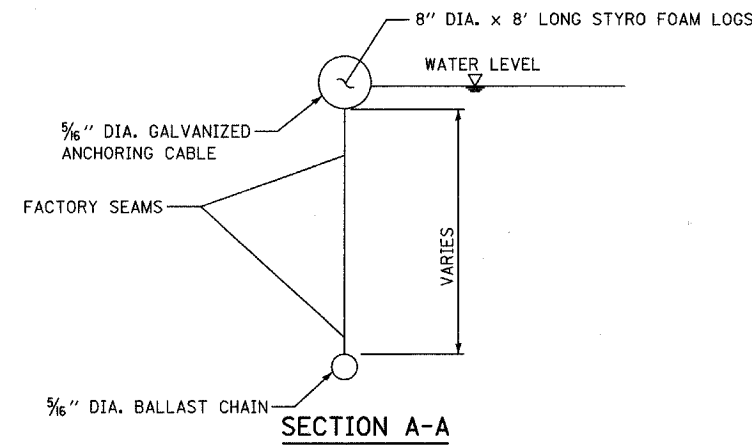 8" DIA. x 8' LONG STYRO FOAM LOGS
WATER LEVEL
5/16" DIA. GALVANIZED
ANCHORING CABLE
FACTORY SEAMS
VARIES
5/16" DIA. BALLAST CHAIN
SECTION A-A